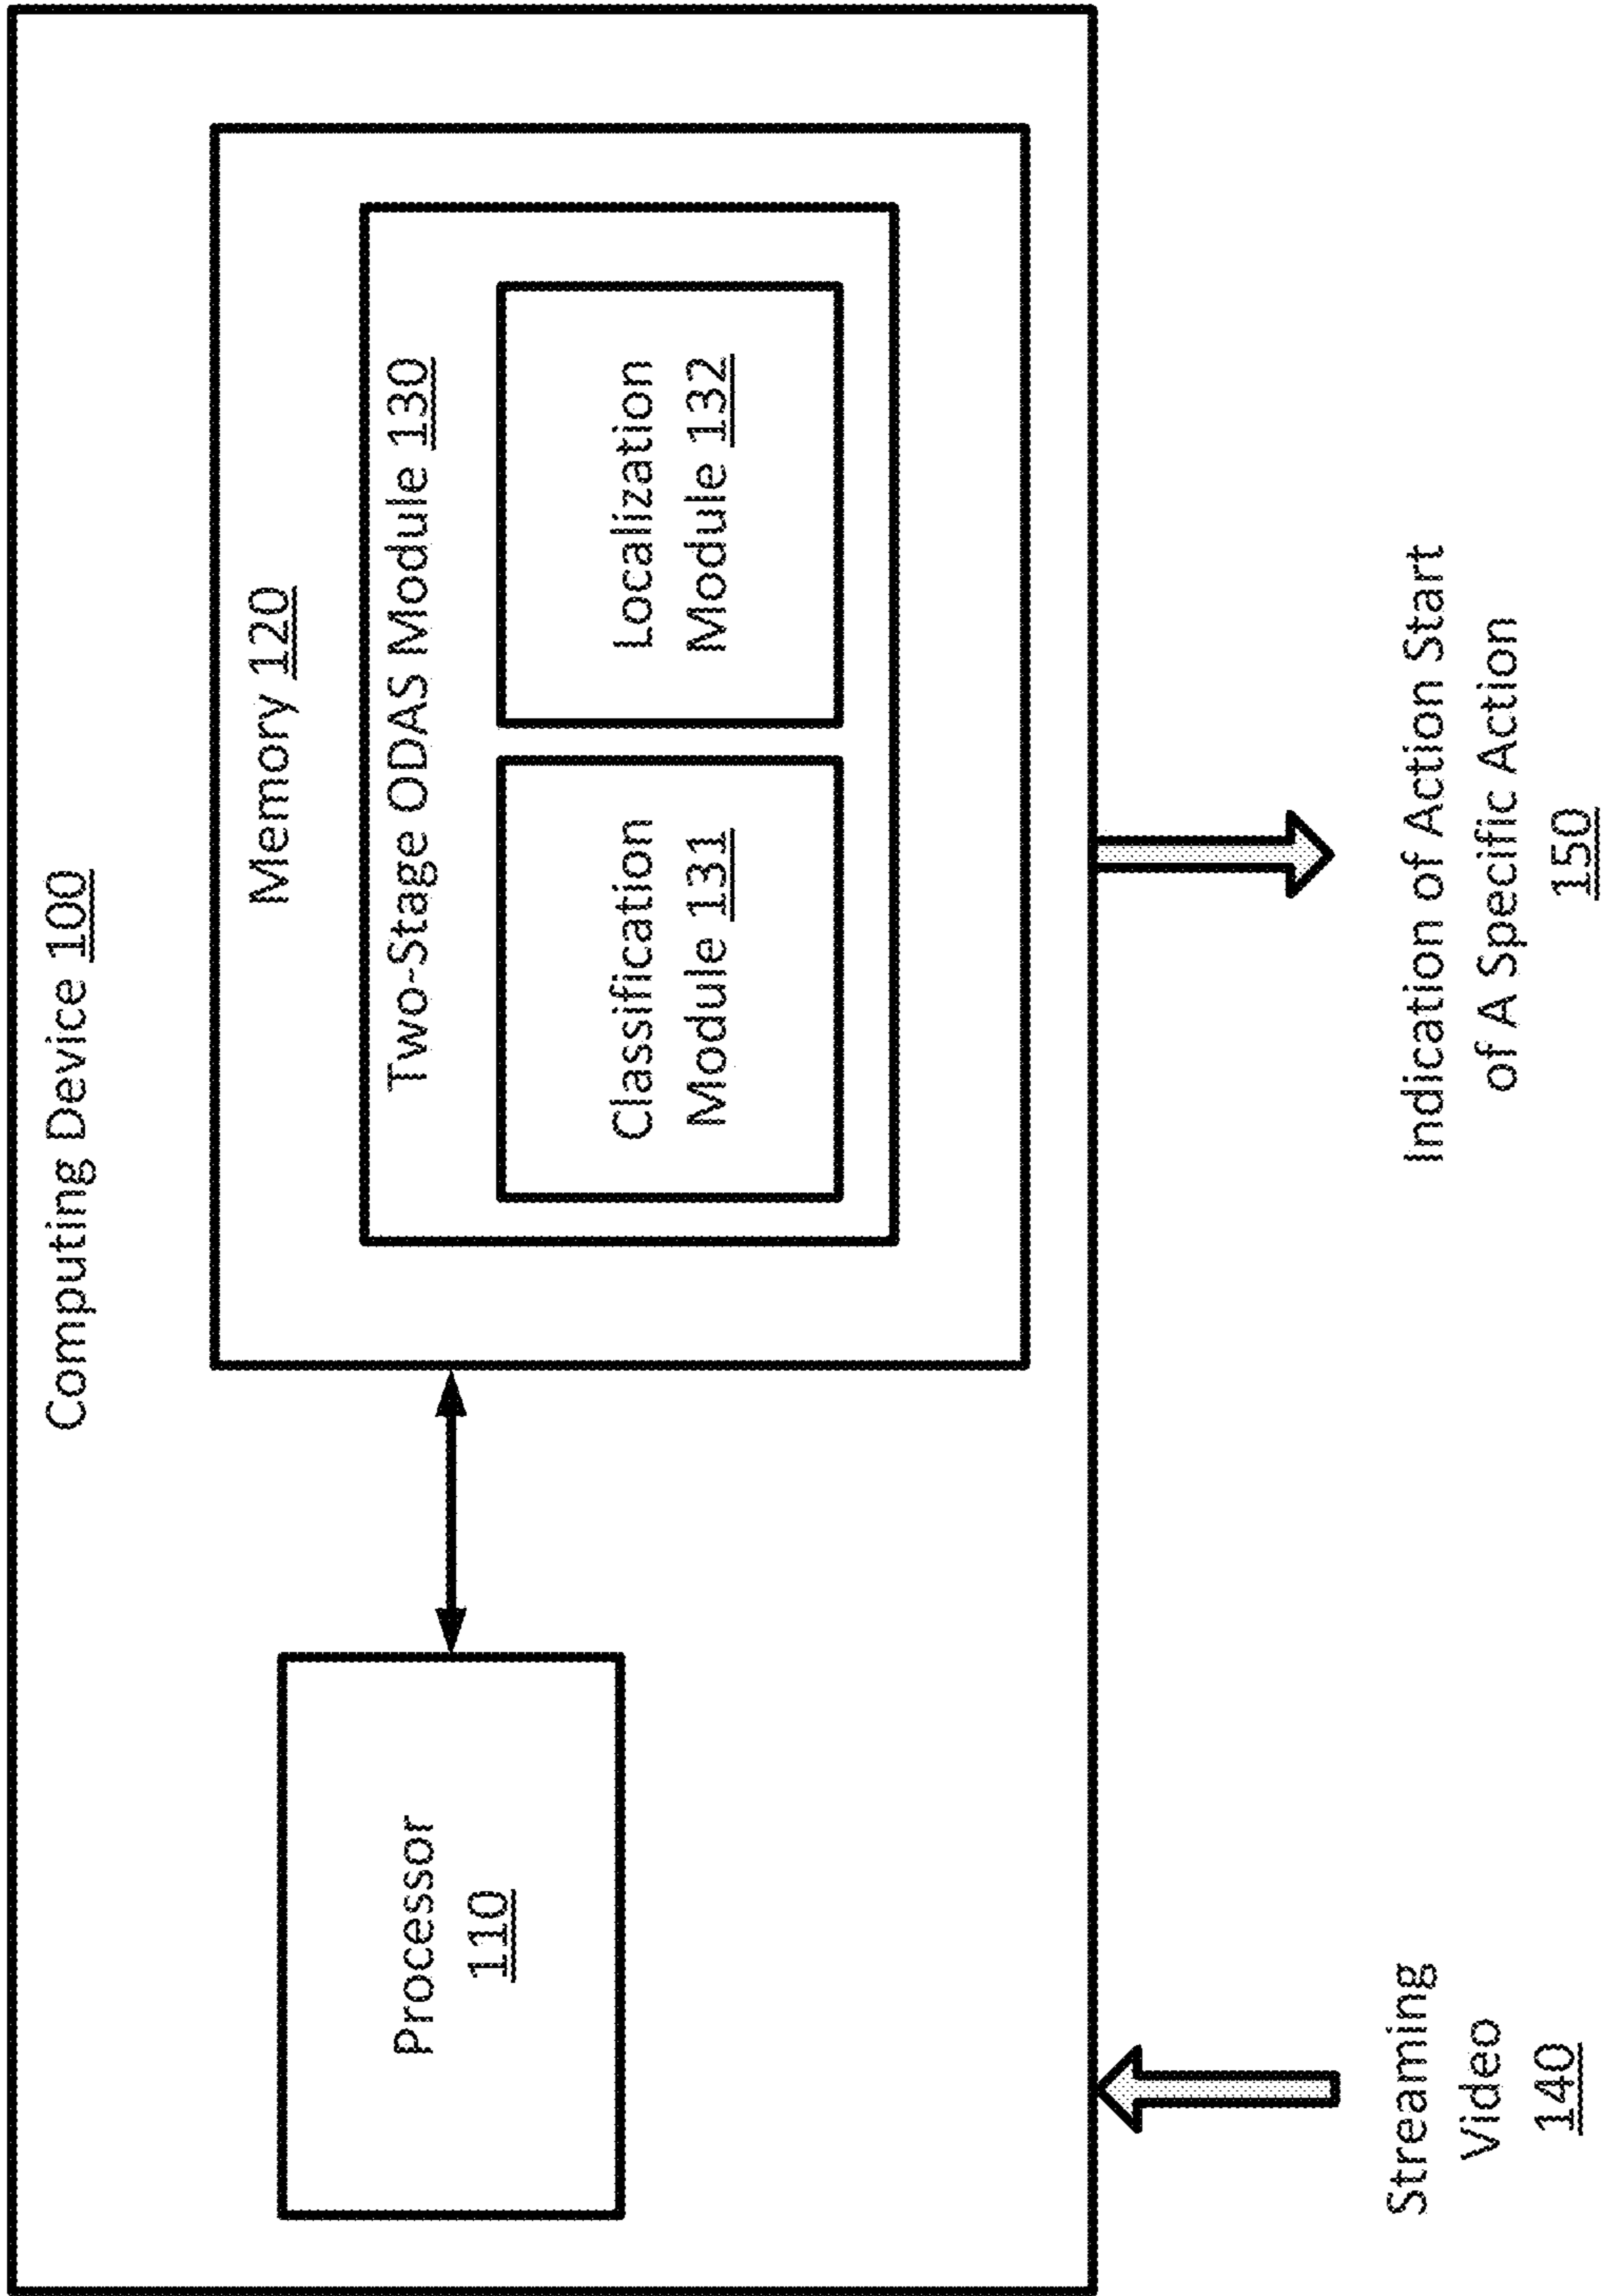 Computing Device 100
Processor
110
Memory 120
Two-Stage ODAS Module 130
Classification
Module 131
Localization
Module 132
Streaming
Video
140
Indication of Action Start
of A Specific Action
150